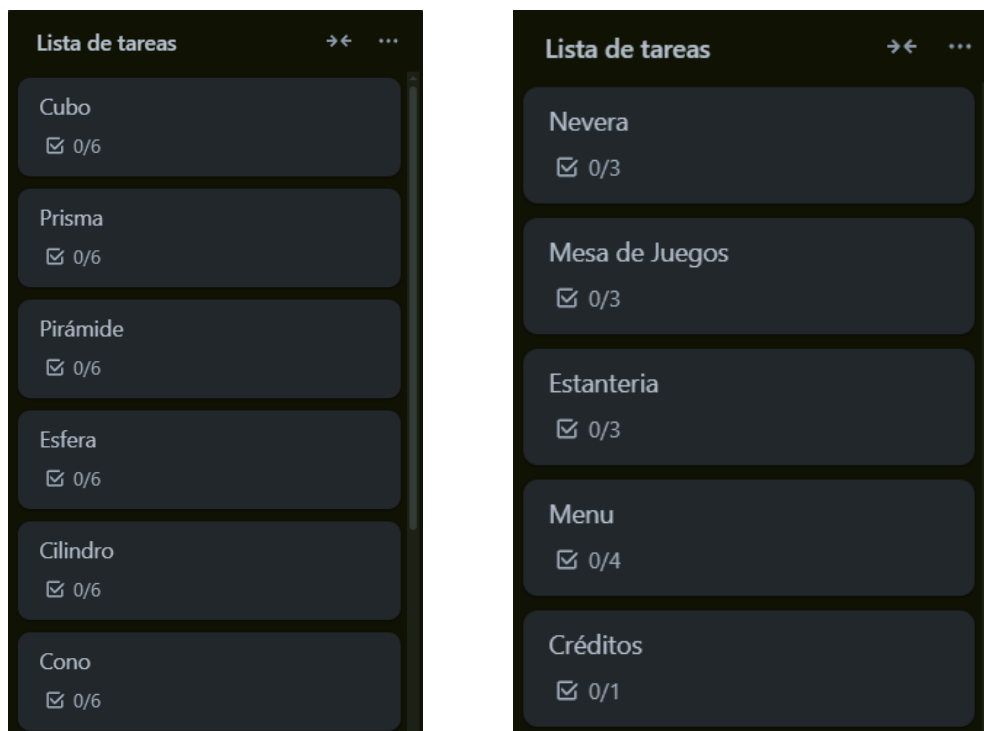 Lista de tareas
Cubo
0/6
Prisma
0/6
Pirámide
0/6
Esfera
0/6
Cilindro
0/6
Cono
0/6
Lista de tareas
Nevera
0/3
Mesa de Juegos
0/3
Estanteria
0/3
Menu
0/4
Créditos
0/1